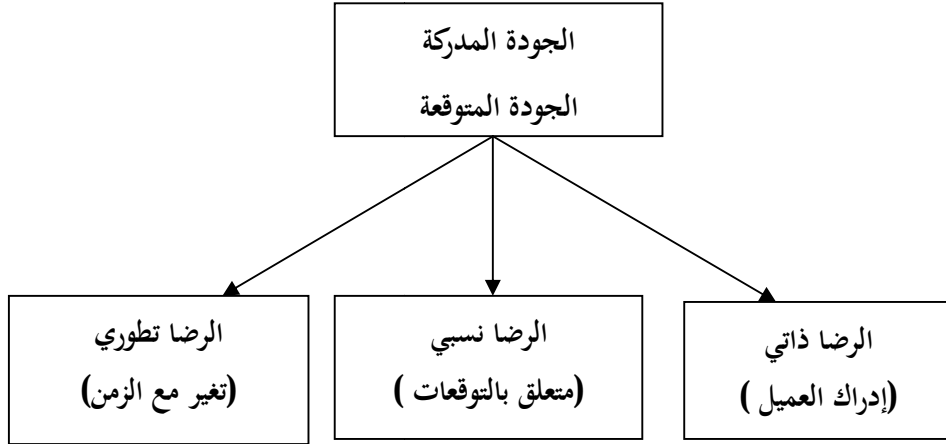 الجودة المدركة
الجودة المتوقعة
الرضا ذاتي
(إدراك العميل )
الرضا نسبي
(متعلق بالتوقعات )
الرضا تطوري
(تغير مع الزمن)